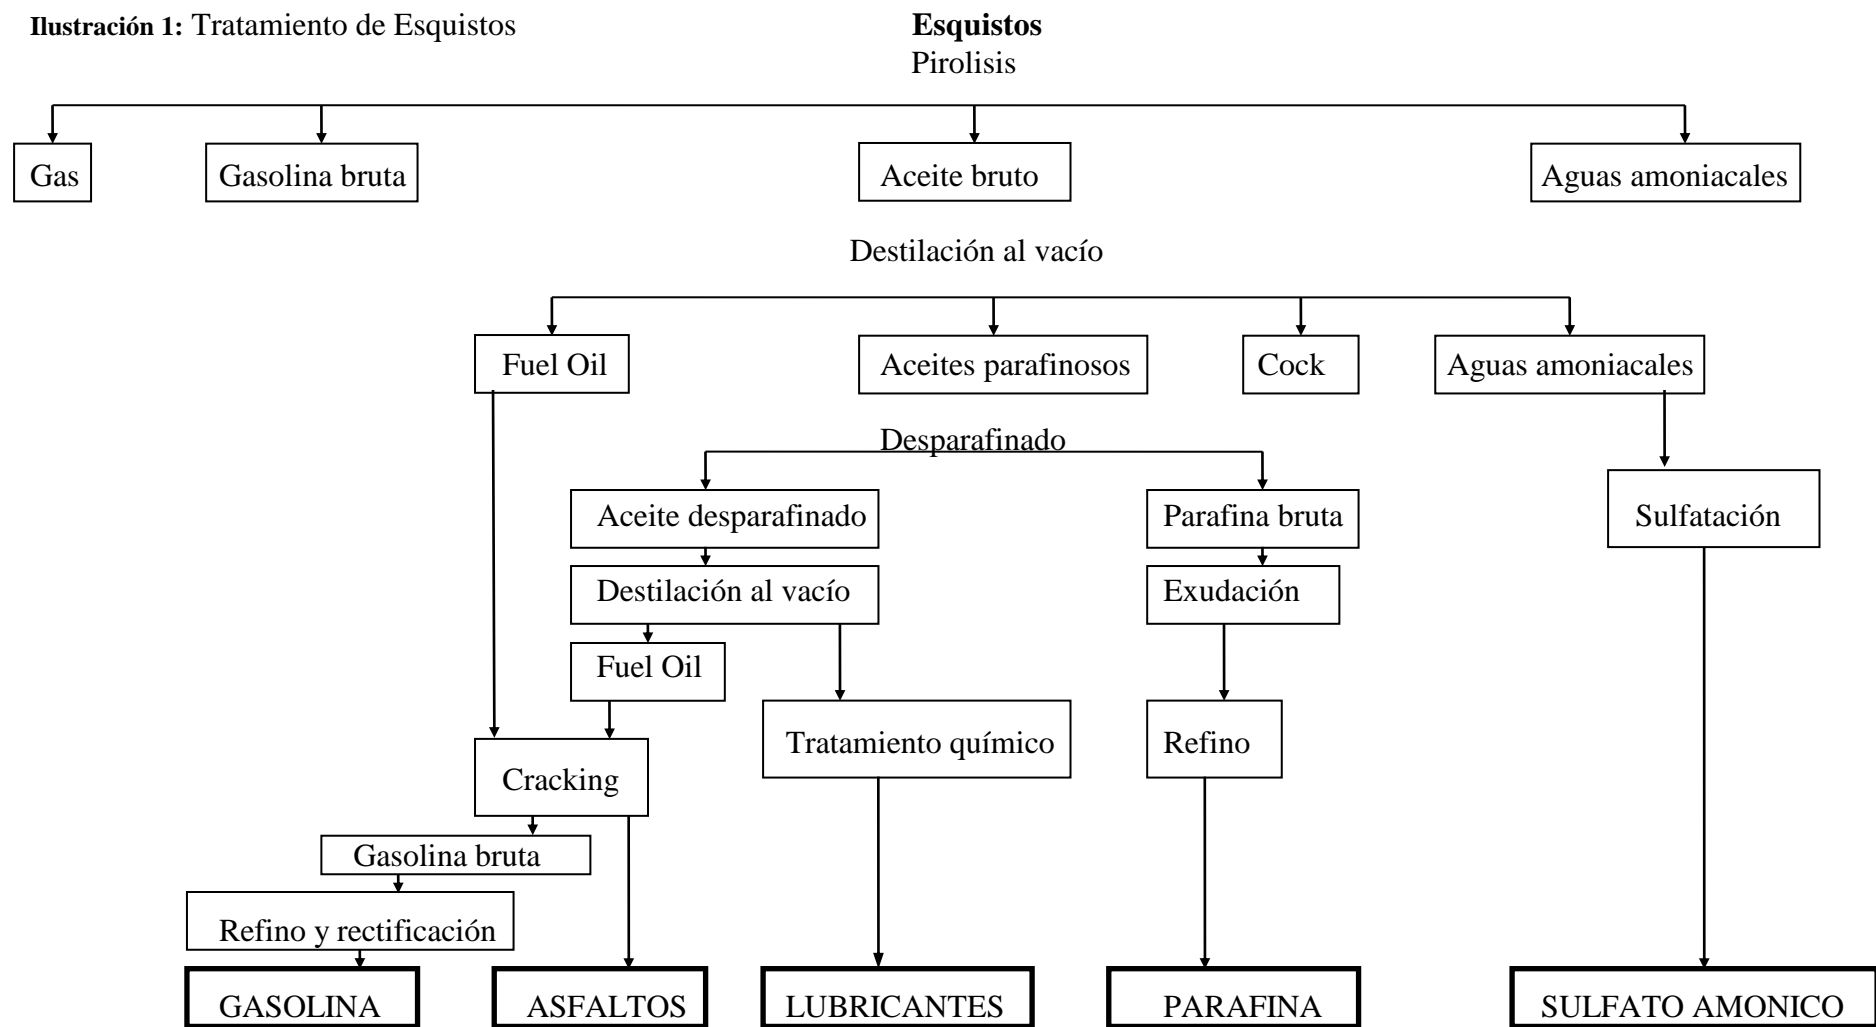 Ilustración 1: Tratamiento de Esquistos
Esquistos
Pirolisis
Gas
Gasolina bruta
Aceite bruto
Aguas amoniacales
Destilación al vacío
Fuel Oil
Aceites parafinosos
Cock
Aguas amoniacales
Desparafinado
Aceite desparafinado
Parafina bruta
Sulfatación
Destilación al vacío
Exudación
Fuel Oil
Tratamiento químico
Refino
Cracking
Gasolina bruta
Refino y rectificación
GASOLINA
ASFALTOS
LUBRICANTES
PARAFINA
SULFATO AMONICO